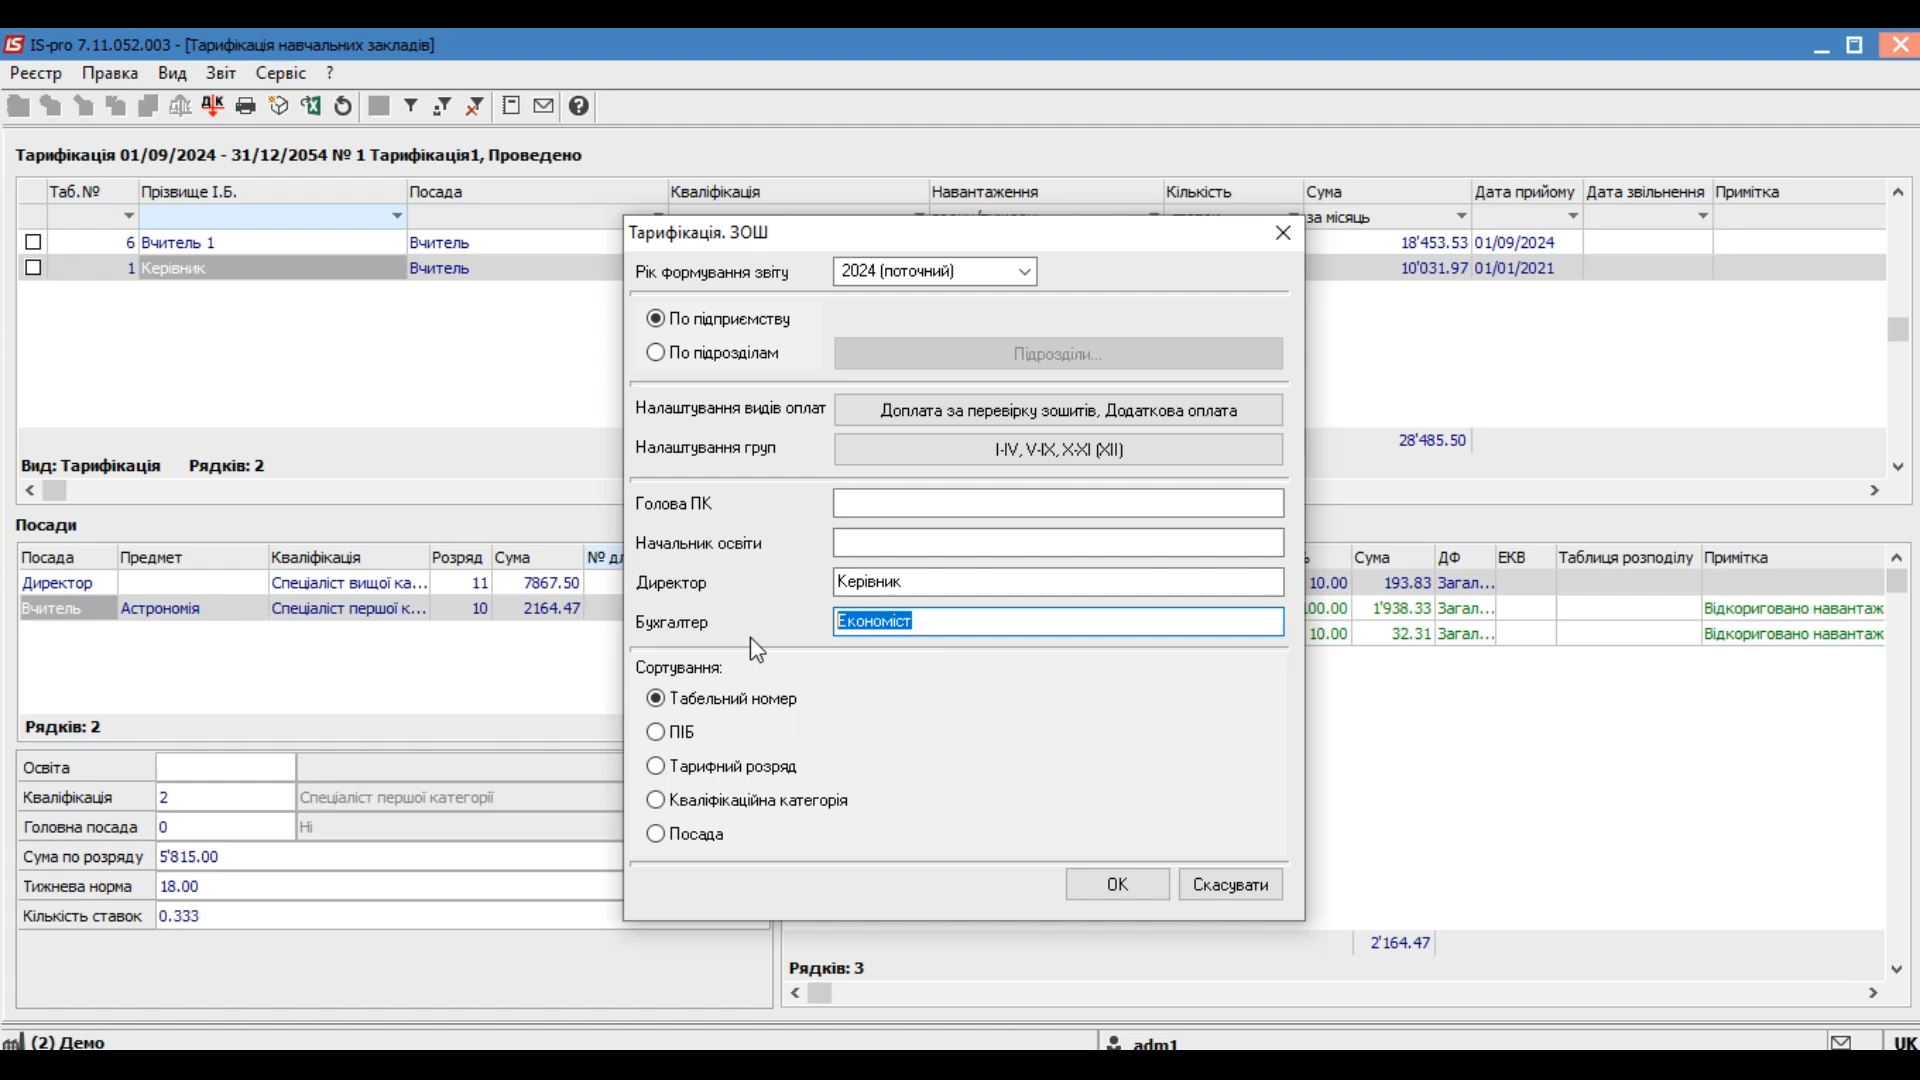 IS-pro 7.11.052.003 - [Тарифікація навчальних закладів]
Реєстр Правка Вид Звіт Сервіс ?
Тарифікація 01/09/2024 - 31/12/2054 № 1 Тарифікація1, Проведено
Таб.№ Прізвище І.Б. Посада Кваліфікація Навантаження Кількість Сума Дата прийому Дата звільнення Примітка
за місяць
6 Вчитель 1 Вчитель 18'453.53 01/09/2024
1 Керівник Вчитель 10'031.97 01/01/2021
28'485.50
Вид: Тарифікація Рядків: 2
Посади
Посада Предмет Кваліфікація Розряд Сума № дл
Директор Спеціаліст вищої ка... 11 7867.50
Вчитель Астрономія Спеціаліст першої к... 10 2164.47
Рядків: 2
Освіта
Кваліфікація 2 Спеціаліст першої категорії
Головна посада 0 Ні
Сума по розряду 5'815.00
Тижнева норма 18.00
Кількість ставок 0.333
Тарифікація. ЗОШ
Рік формування звіту 2024 (поточний)
По підприємству
По підрозділам Підрозділи...
Налаштування видів оплат Доплата за перевірку зошитів, Додаткова оплата
Налаштування груп I-IV, V-IX, X-XI (XII)
Голова ПК
Начальник освіти
Директор Керівник
Бухгалтер Економіст
Сортування:
Табельний номер
ПІБ
Тарифний розряд
Кваліфікаційна категорія
Посада
OK Скасувати
Сума ДФ ЕКВ Таблиця розподілу Примітка
10.00 193.83 Загал...
00.00 1'938.33 Загал... Відкориговано навантаж
10.00 32.31 Загал... Відкориговано навантаж
2'164.47
Рядків: 3
(2) Демо adm1 UK